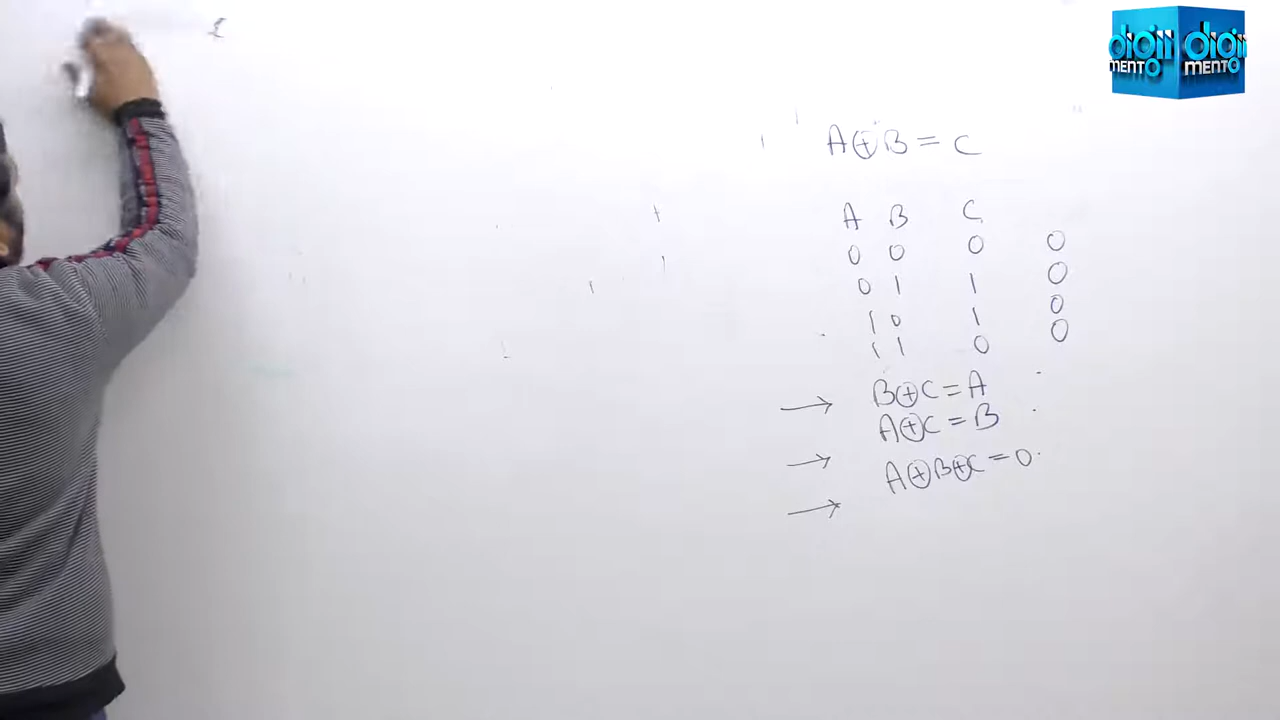 digii
MENTO
digii
MENTO
A⊕B = C
A B C
0 0 0 0
0 1 1 0
1 0 1 0
1 1 0 0
→ B⊕C = A
→ A⊕C = B
→ A⊕B⊕C = 0